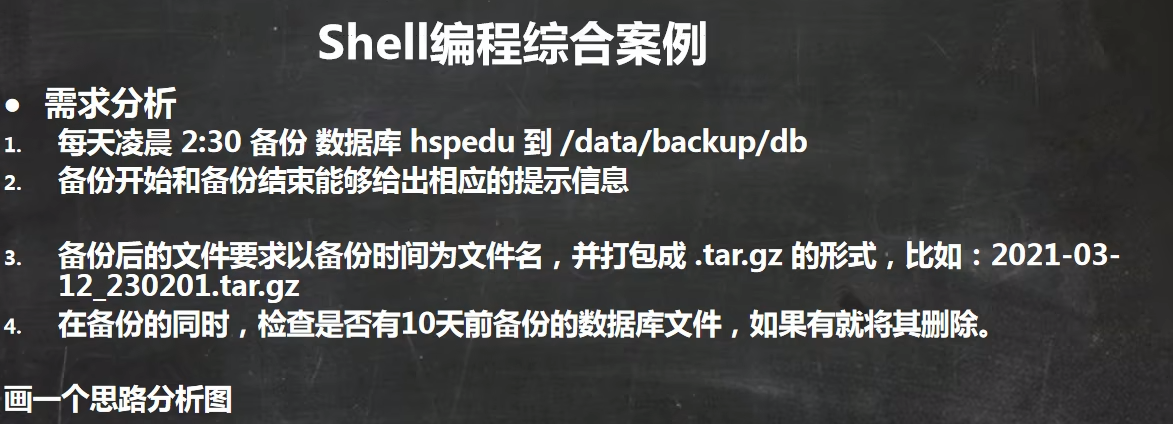 Shell编程综合案例
● 需求分析
1. 每天凌晨 2:30 备份 数据库 hspedu 到 /data/backup/db
2. 备份开始和备份结束能够给出相应的提示信息
3. 备份后的文件要求以备份时间为文件名，并打包成 .tar.gz 的形式，比如：2021-03-
12_230201.tar.gz
4. 在备份的同时，检查是否有10天前备份的数据库文件，如果有就将其删除。
画一个思路分析图